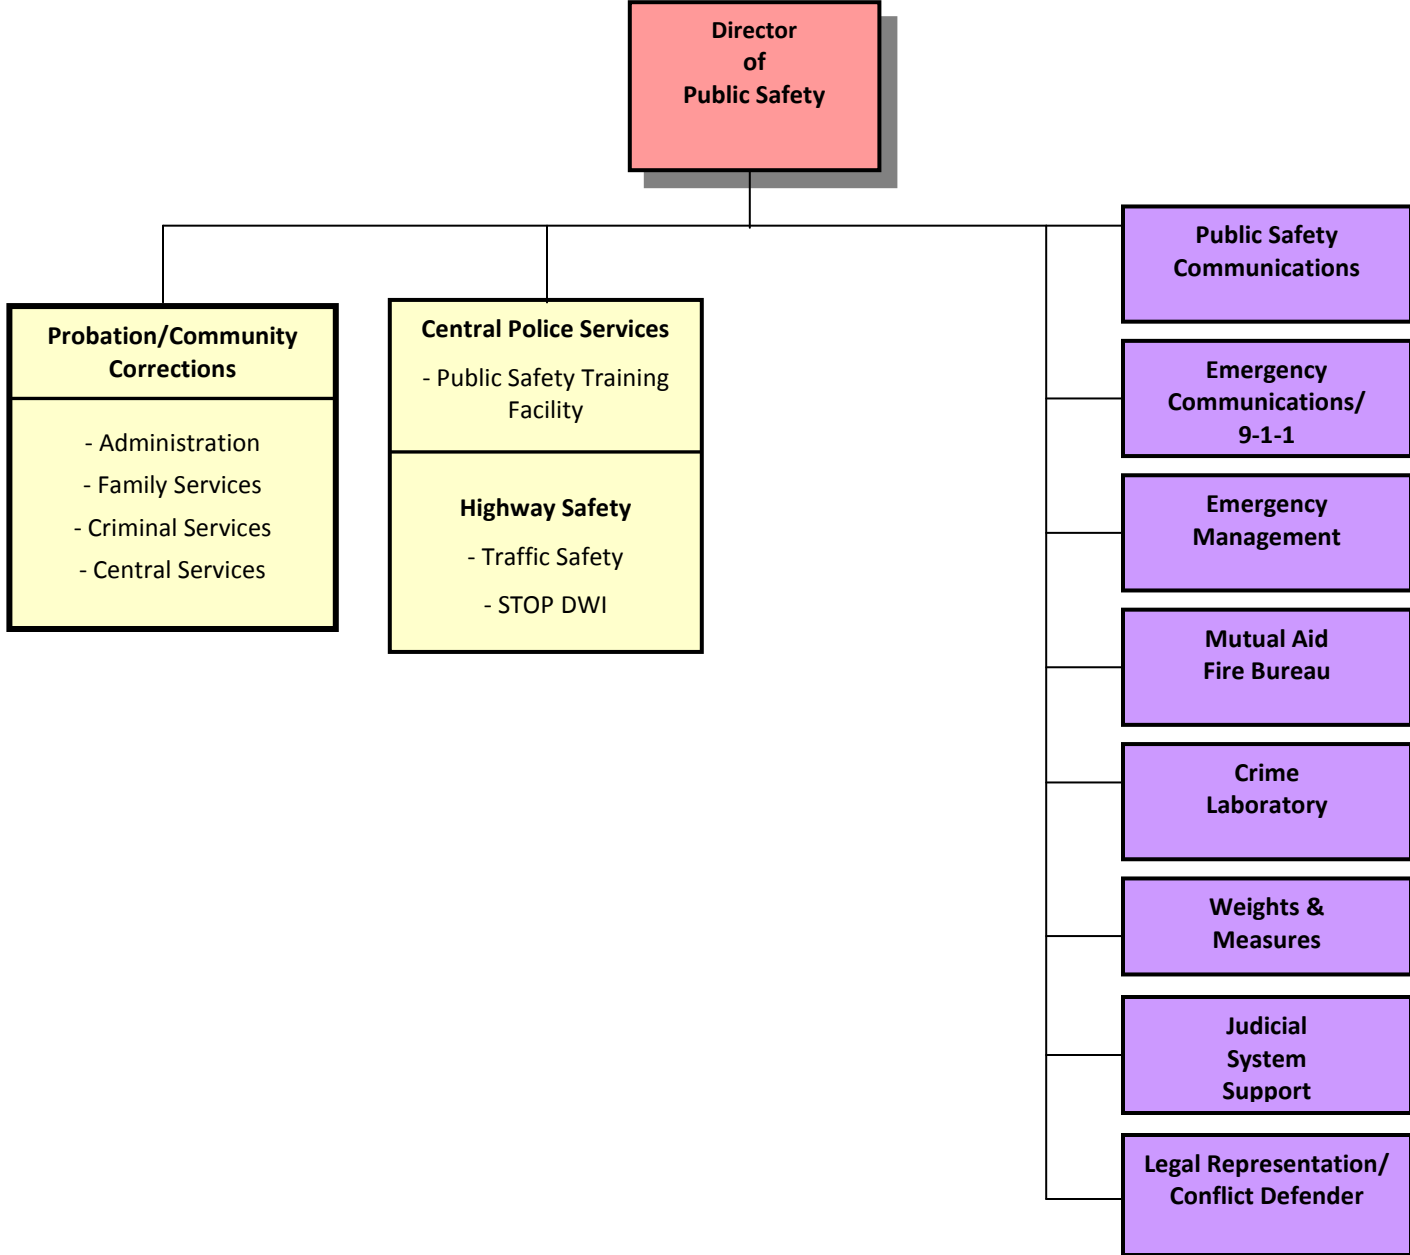 Director
of
Public Safety
Probation/Community
Corrections
- Administration
- Family Services
- Criminal Services
- Central Services
Central Police Services
- Public Safety Training
Facility
Highway Safety
- Traffic Safety
- STOP DWI
Public Safety
Communications
Emergency
Communications/
9-1-1
Emergency
Management
Mutual Aid
Fire Bureau
Crime
Laboratory
Weights &
Measures
Judicial
System
Support
Legal Representation/
Conflict Defender